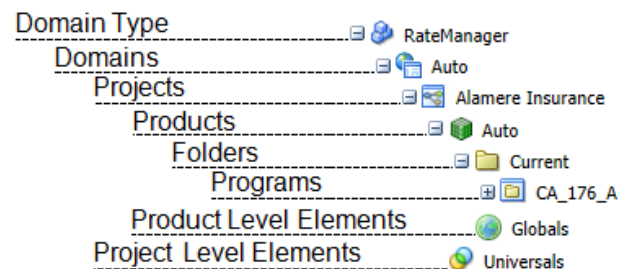 Domain Type RateManager
Domains Auto
Projects Alamere Insurance
Products Auto
Folders Current
Programs CA_176_A
Product Level Elements Globals
Project Level Elements Universals